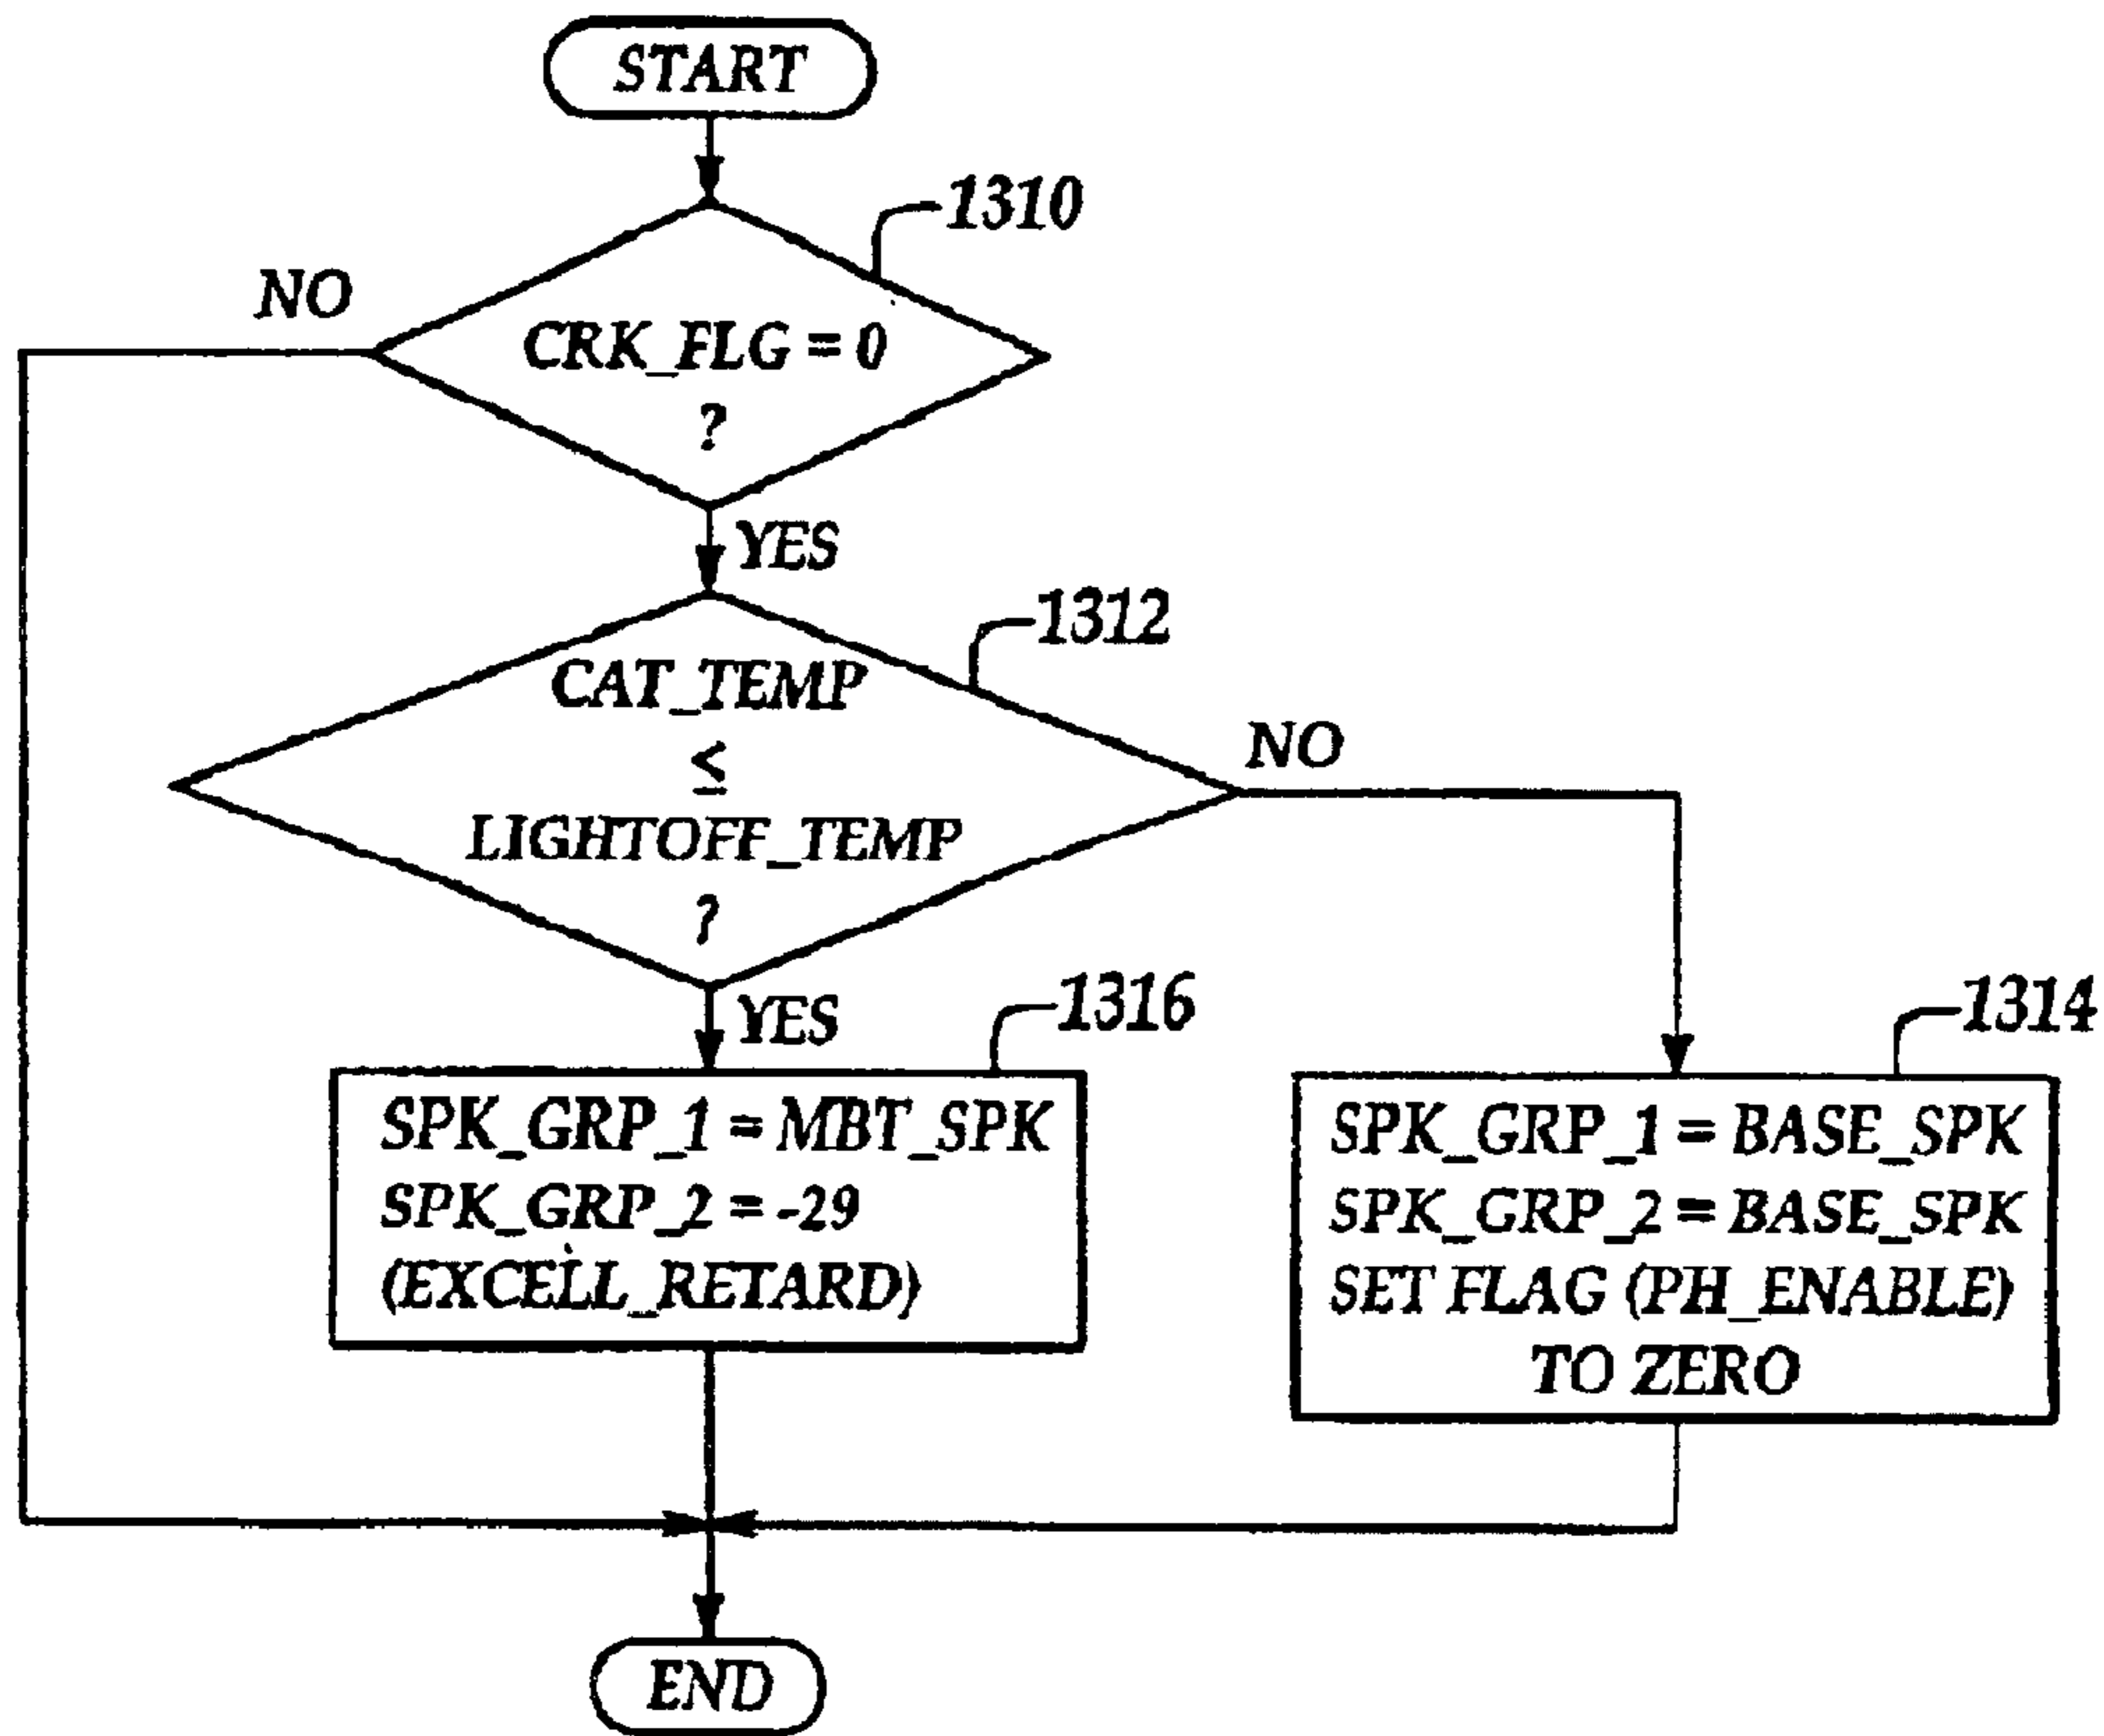 START
1310
NO
CRK_FLG = 0
?
YES
1312
CAT_TEMP
≤
LIGHTOFF_TEMP
?
NO
YES
1316
1314
SPK_GRP_1 = MBT_SPK
SPK_GRP_2 = -29
(EXCELL_RETARD)
SPK_GRP_1 = BASE_SPK
SPK_GRP_2 = BASE_SPK
SET FLAG (PH_ENABLE)
TO ZERO
END